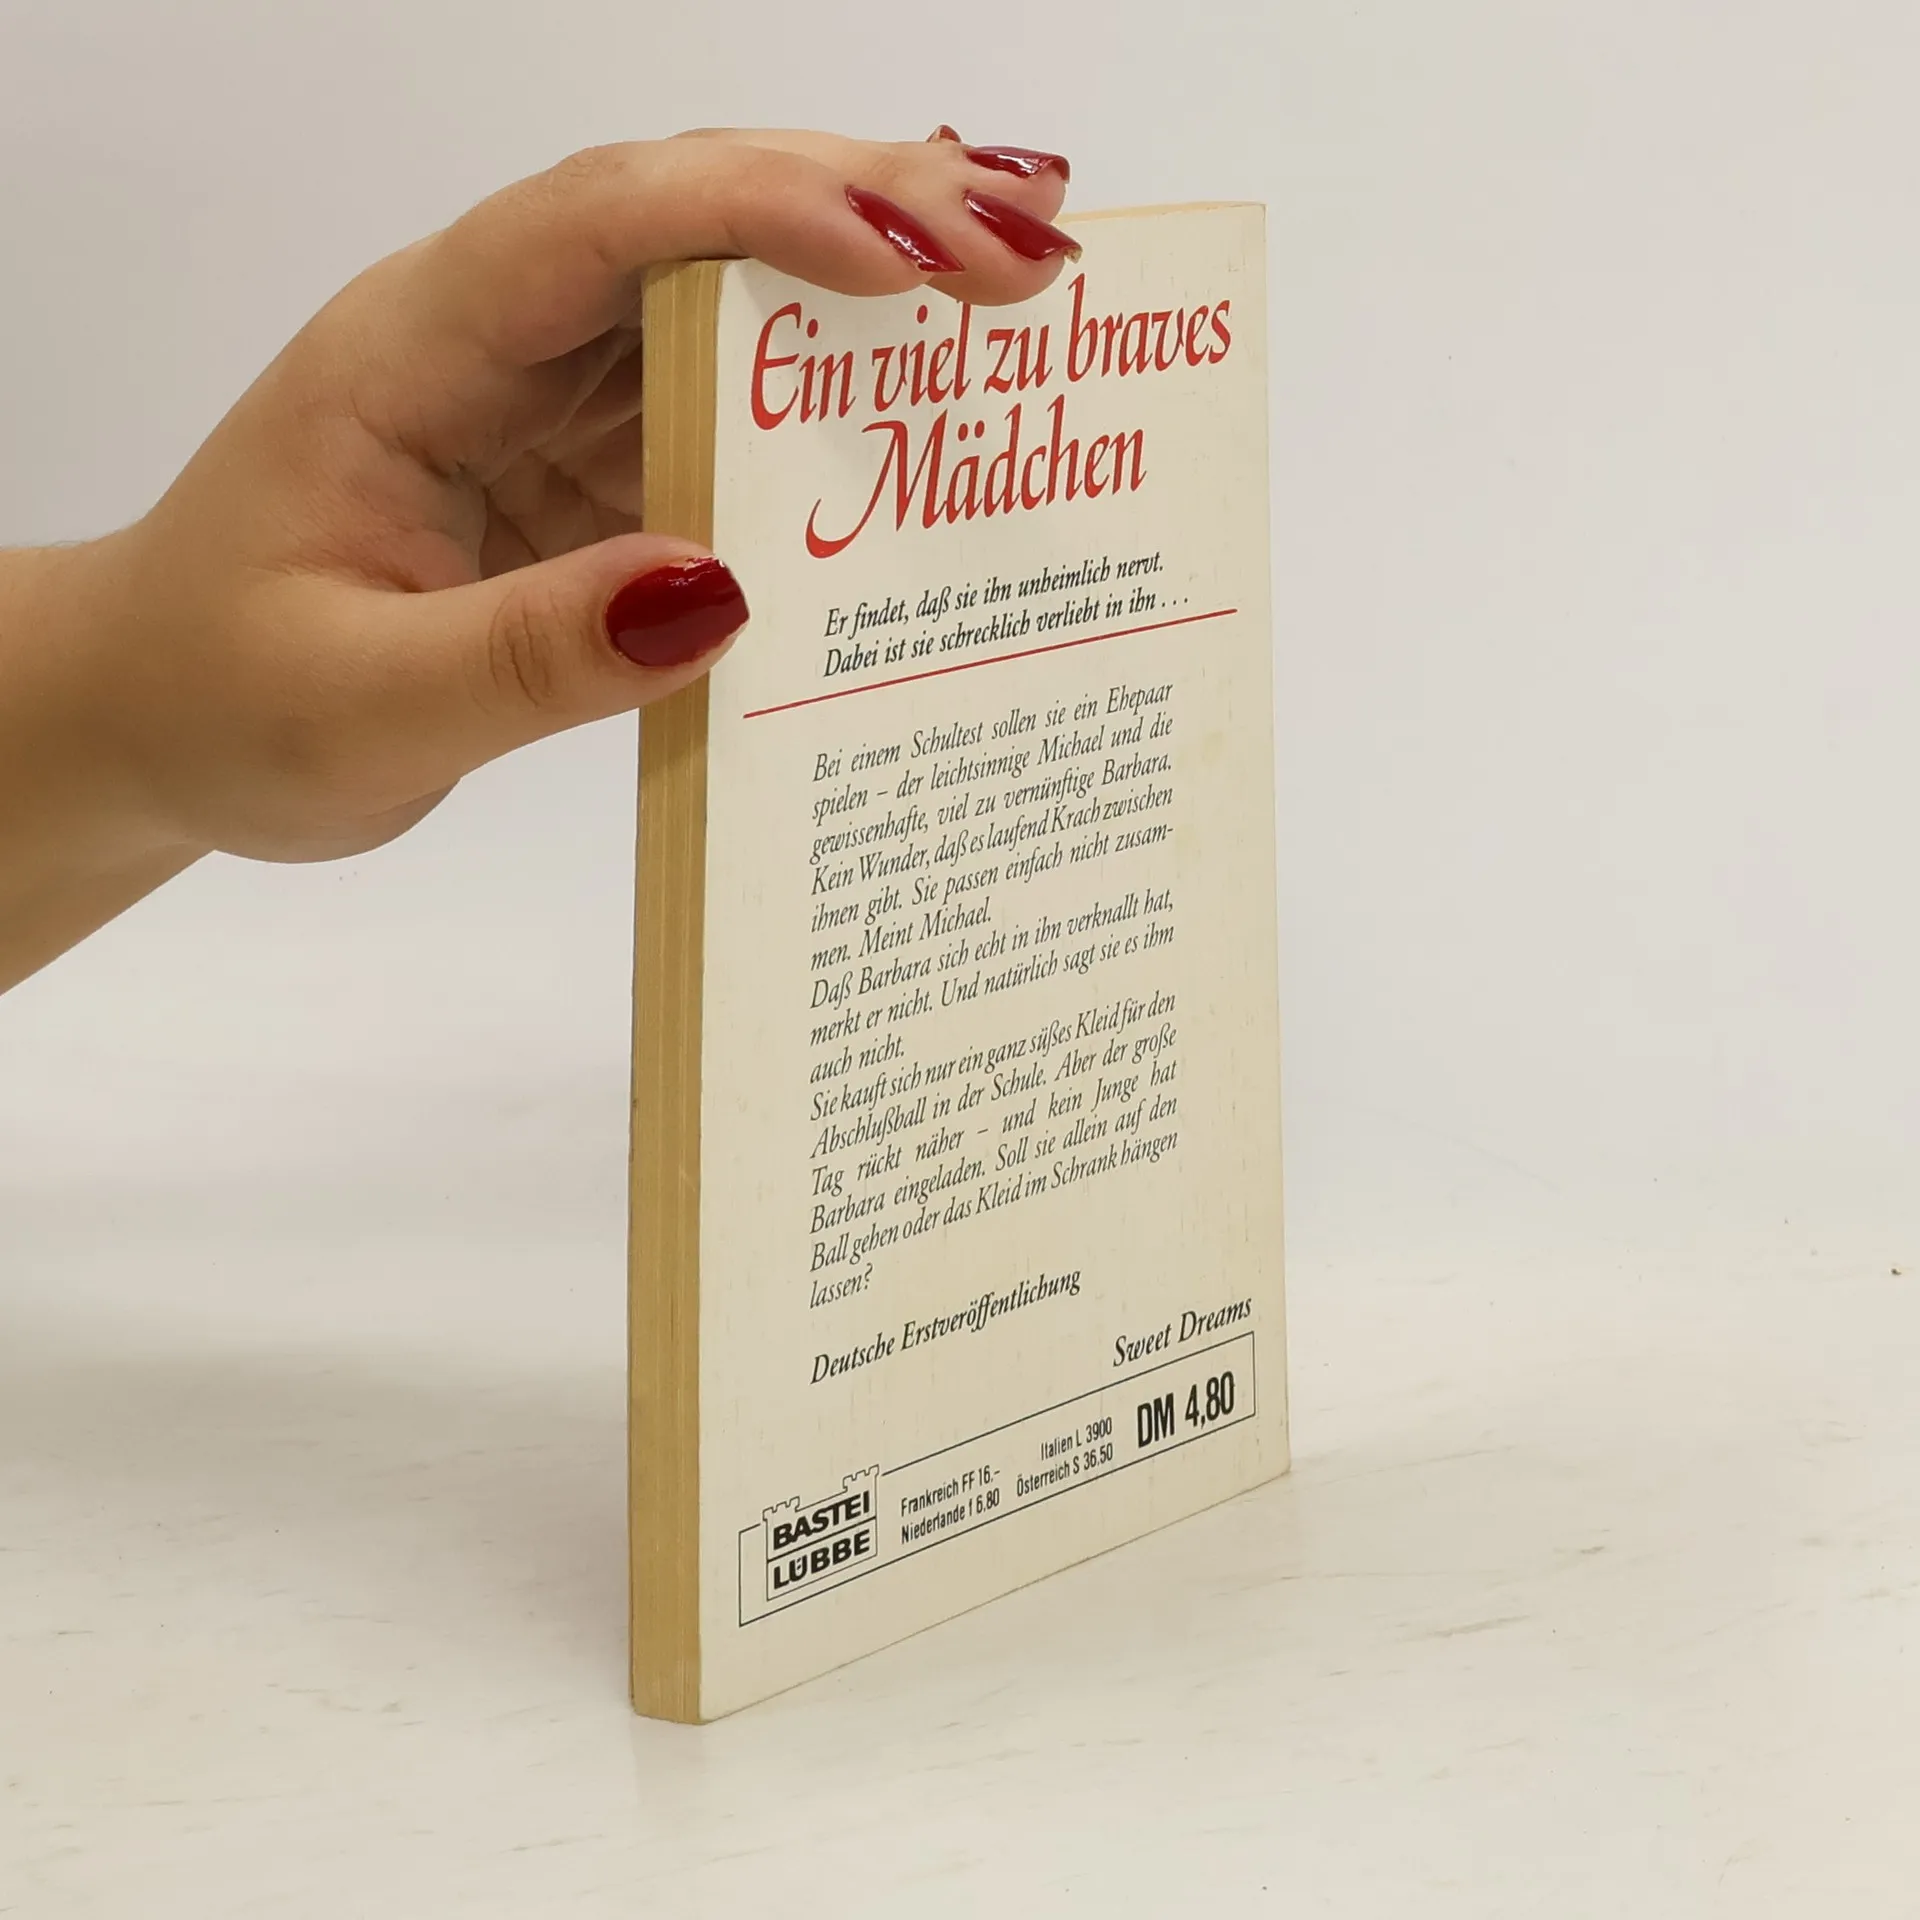 Ein viel zu braves
Mädchen
Er findet, daß sie ihn unheimlich nervt.
Dabei ist sie schrecklich verliebt in ihn . . .
Bei einem Schultest sollen sie ein Ehepaar
spielen – der leichtsinnige Michael und die
gewissenhafte, viel zu vernünftige Barbara.
Kein Wunder, daß es laufend Krach zwischen
ihnen gibt. Sie passen einfach nicht zusam-
men. Meint Michael.
Daß Barbara sich echt in ihn verknallt hat,
merkt er nicht. Und natürlich sagt sie es ihm
auch nicht.
Sie kauft sich nur ein ganz süßes Kleid für den
Abschlußball in der Schule. Aber der große
Tag rückt näher – und kein Junge hat
Barbara eingeladen. Soll sie allein auf den
Ball gehen oder das Kleid im Schrank hängen
lassen?
Deutsche Erstveröffentlichung
Sweet Dreams
BASTEI
LÜBBE
Frankreich FF 16.–
Niederlande f 6.80
Italien L 3900
Österreich S 36.50
DM 4,80